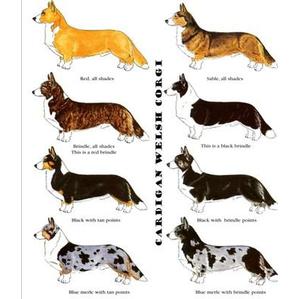 CARDIGAN WELSH CORGI
Red, all shades
Sable, all shades
Brindle, all shades
This is a red brindle
This is a black brindle
Black with tan points
Black with brindle points
Blue merle with tan points
Blue merle with brindle points